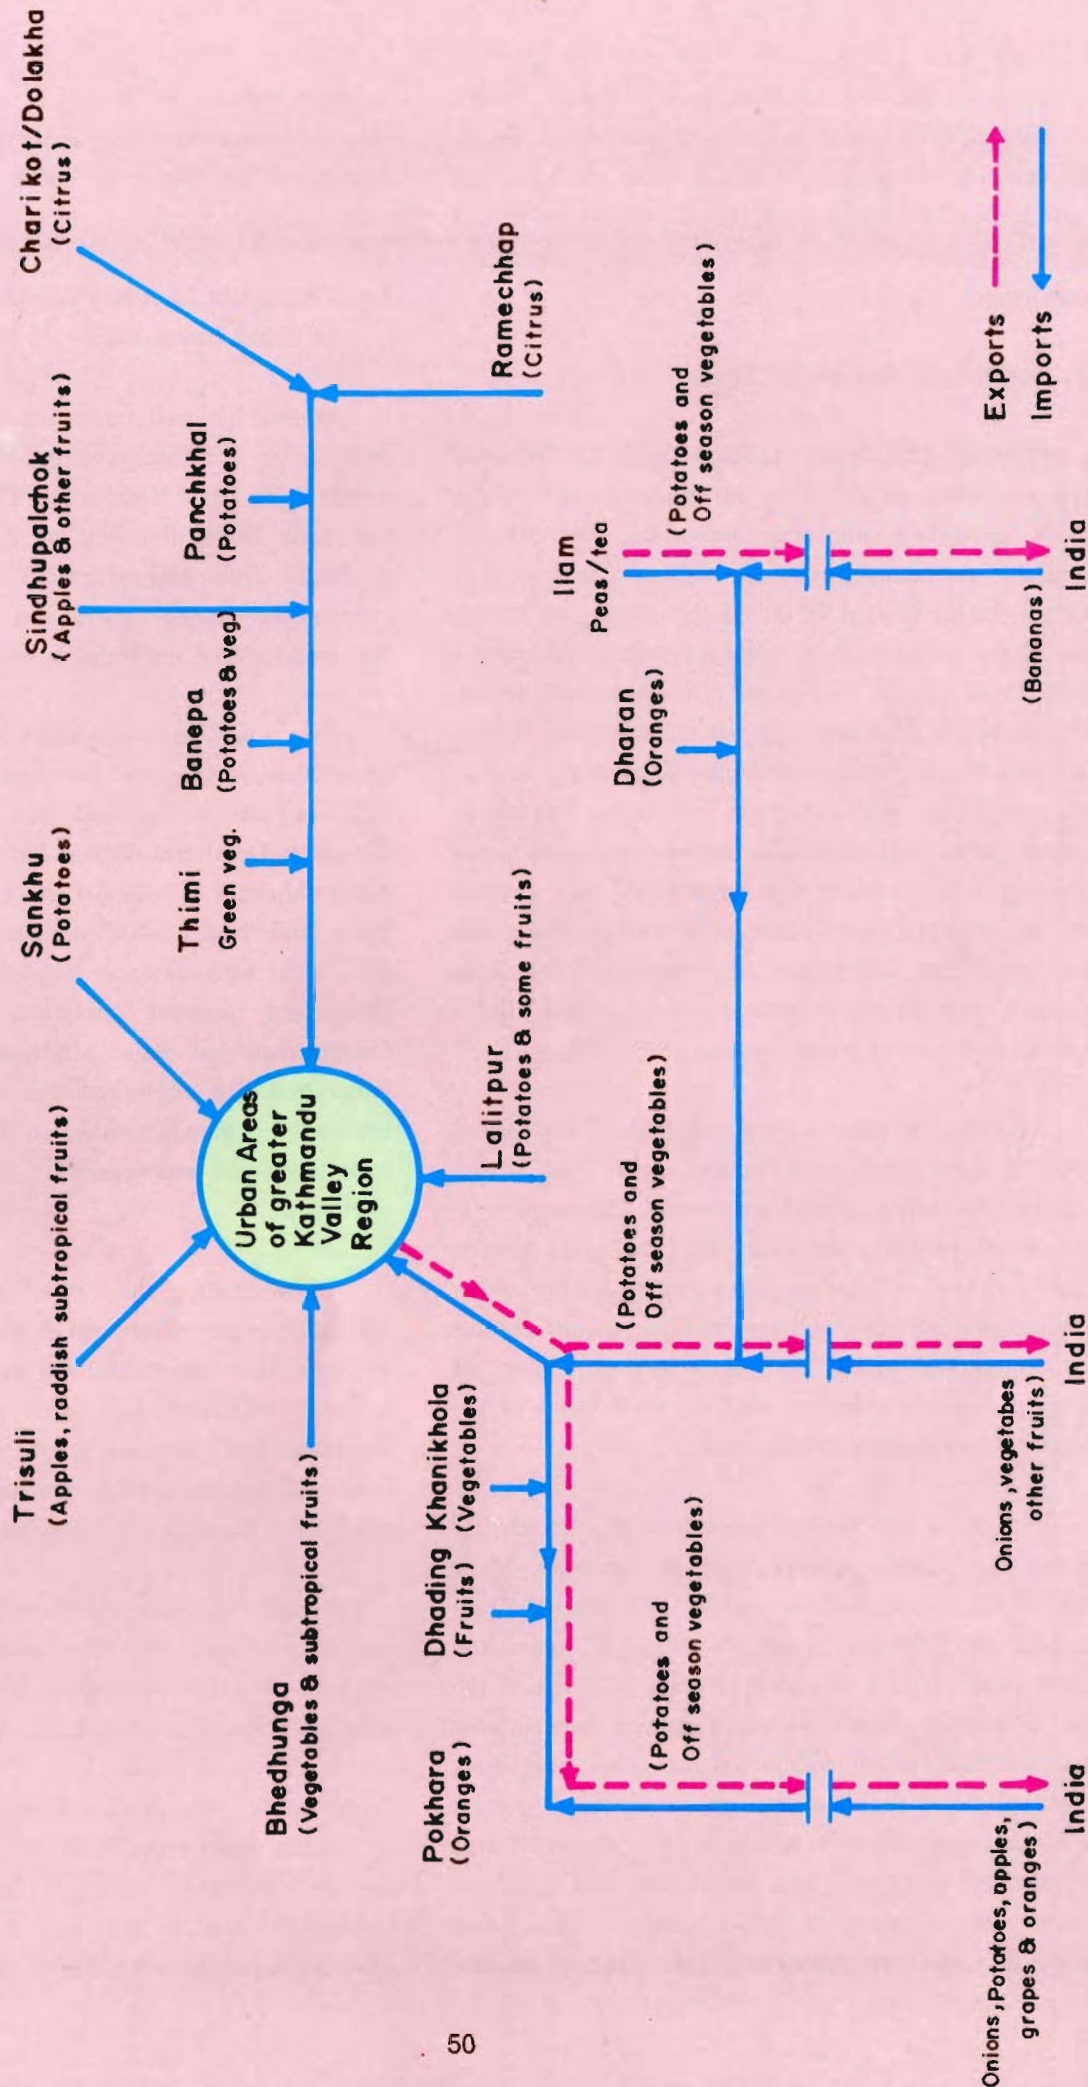 Trisuli
(Apples, raddish subtropical fruits)
Sankhu
(Potatoes)
Sindhupalchok
(Apples & other fruits)
Charikot/Dolakha
(Citrus)
Thimi
Green veg.
Banepa
(Potatoes & veg.)
Panchkhal
(Potatoes)
Bhedhunga
(Vegetables & subtropical fruits)
Urban Areas
of greater
Kathmandu
Valley
Region
Pokhara
(Oranges)
Dhading
(Fruits)
Khanikhola
(Vegetables)
Lalitpur
(Potatoes & some fruits)
Ramechhap
(Citrus)
Ilam
Peas/tea
Dharan
(Oranges)
(Potatoes and
Off season vegetables)
(Potatoes and
Off season vegetables)
(Potatoes and
Off season vegetables)
Onions, Potatoes, apples,
grapes & oranges)
India
Onions, vegetabes
other fruits)
India
(Bananas)
India
Exports
Imports
50